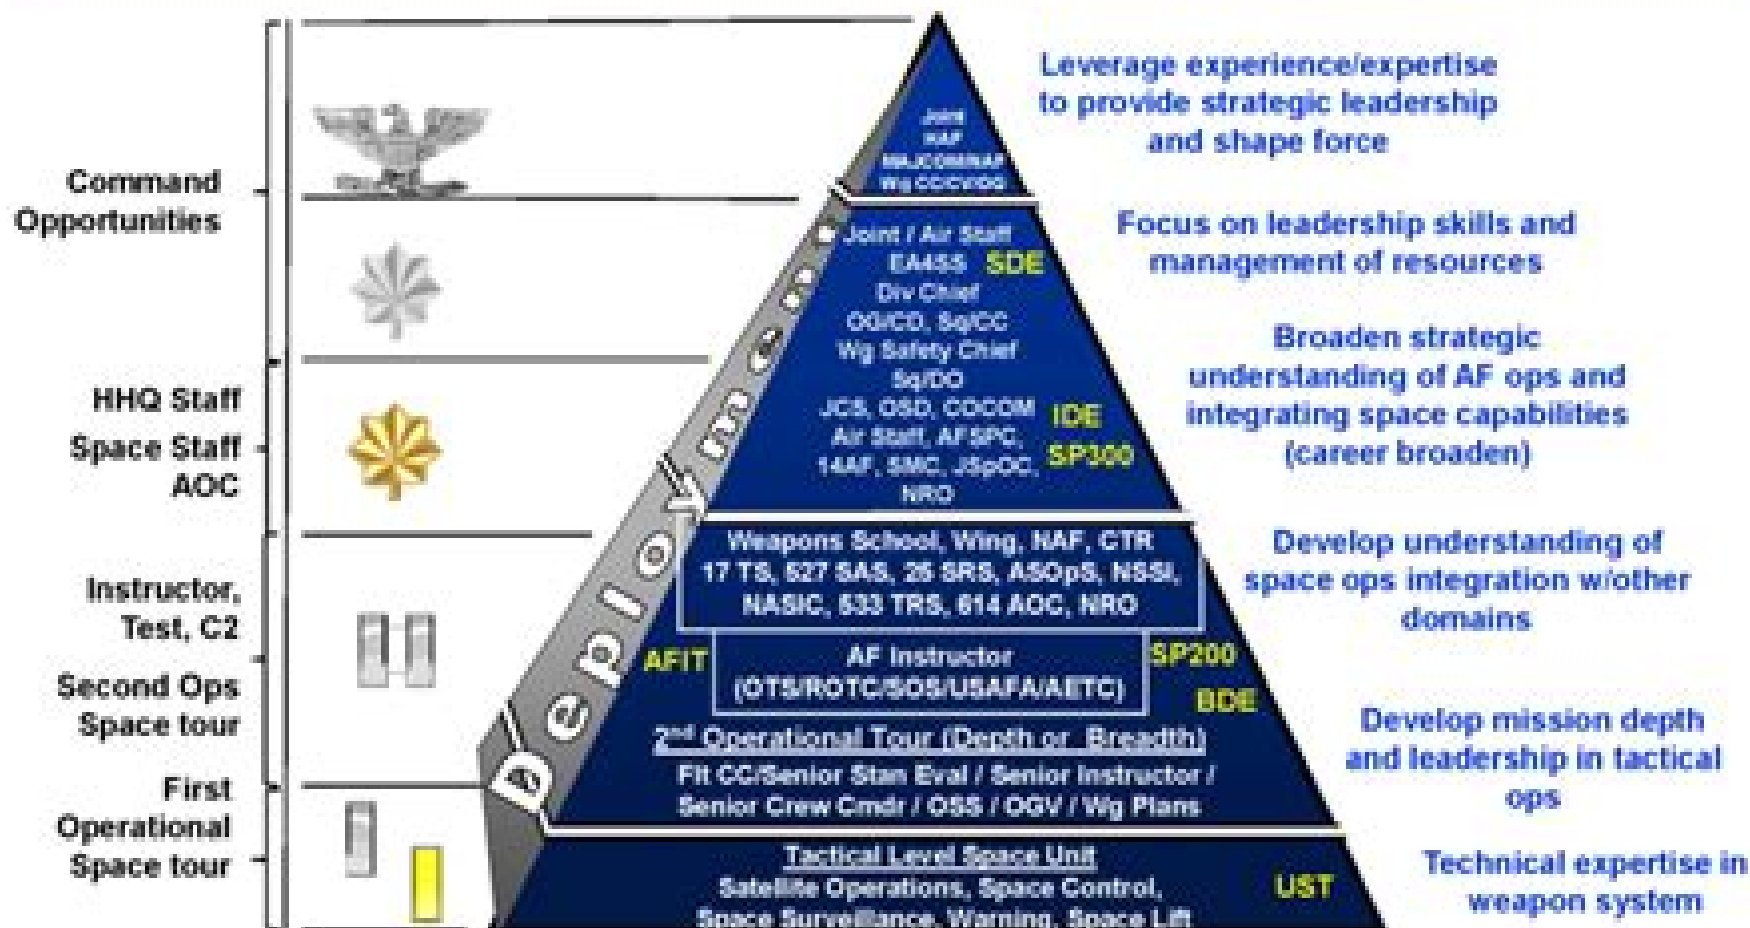 Command
Opportunities
HHQ Staff
Space Staff
AOC
Instructor,
Test, C2
Second Ops
Space tour
First
Operational
Space tour
Deployment
Joint
HAF
MAJCOM/NAF
Wg CC/CV/OG
Joint / Air Staff
EA4SS SDE
Div Chief
OG/CD, Sq/CC
Wg Safety Chief
Sq/DO
JCS, OSD, COCOM IDE
Air Staff, AFSPC,
14AF, SMC, JSpOC, SP300
NRO
Weapons School, Wing, NAF, CTR
17 TS, 527 SAS, 25 SRS, ASOpS, NSSI,
NASIC, 533 TRS, 614 AOC, NRO
AFIT AF Instructor SP200
(OTS/ROTC/SOS/USAFA/AETC)
BDE
2nd Operational Tour (Depth or Breadth)
Flt CC/Senior Stan Eval / Senior Instructor /
Senior Crew Cmdr / OSS / OGV / Wg Plans
Tactical Level Space Unit
Satellite Operations, Space Control, UST
Space Surveillance, Warning, Space Lift
Leverage experience/expertise
to provide strategic leadership
and shape force
Focus on leadership skills and
management of resources
Broaden strategic
understanding of AF ops and
integrating space capabilities
(career broaden)
Develop understanding of
space ops integration w/other
domains
Develop mission depth
and leadership in tactical
ops
Technical expertise in
weapon system